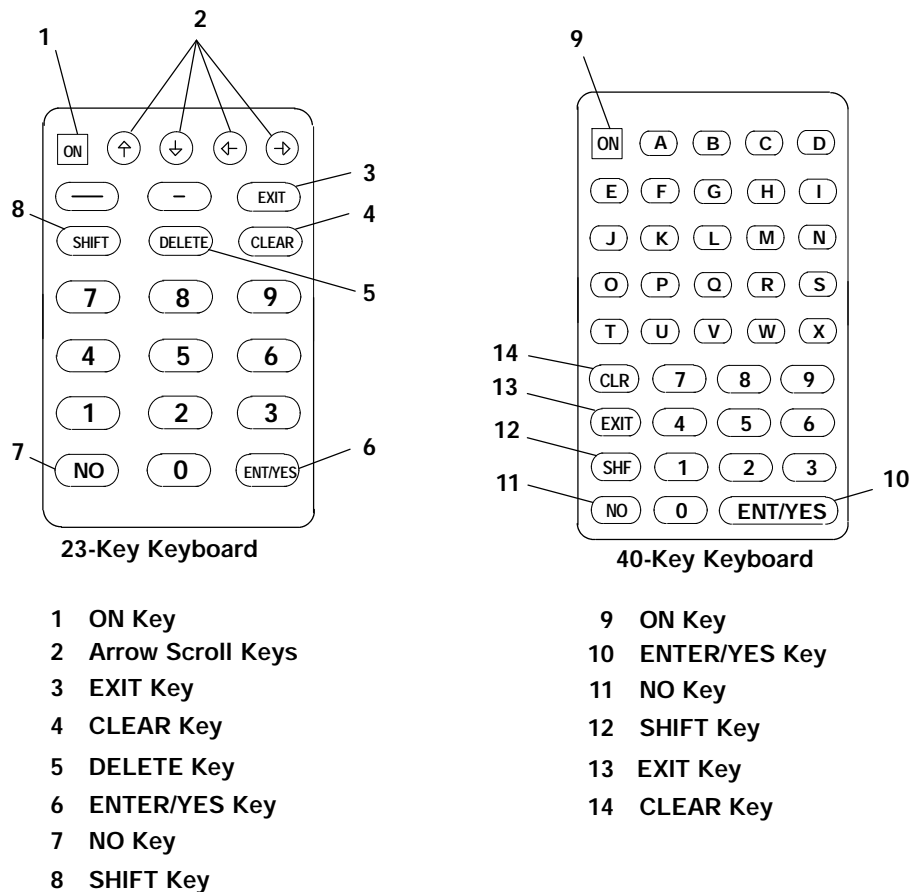 1
2
ON
3
EXIT
8
4
SHIFT
DELETE
CLEAR
5
7
8
9
4
5
6
1
2
3
7
6
NO
0
ENT/YES
23-Key Keyboard
9
ON
A
B
C
D
E
F
G
H
I
J
K
L
M
N
O
P
Q
R
S
T
U
V
W
X
14
CLR
7
8
9
13
EXIT
4
5
6
12
SHF
1
2
3
11
10
NO
0
ENT/YES
40-Key Keyboard
1 ON Key
2 Arrow Scroll Keys
3 EXIT Key
4 CLEAR Key
5 DELETE Key
6 ENTER/YES Key
7 NO Key
8 SHIFT Key
9 ON Key
10 ENTER/YES Key
11 NO Key
12 SHIFT Key
13 EXIT Key
14 CLEAR Key